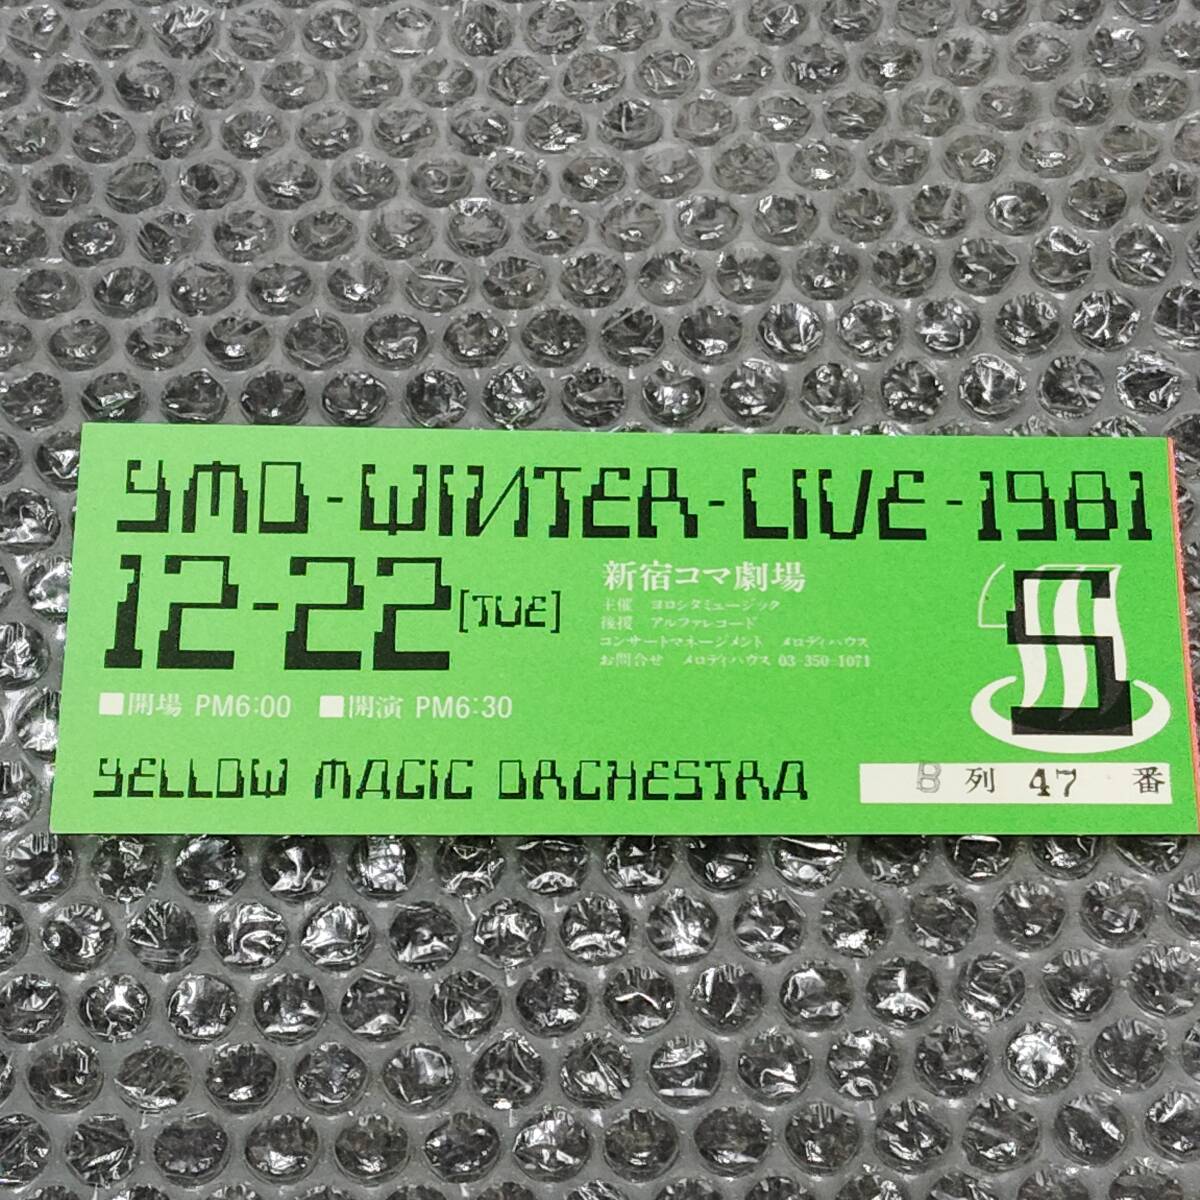 YMO-WINTER-LIVE-1981
12-22[TUE]
新宿コマ劇場
主催 ヨロシタミュージック
後援 アルファレコード
コンサートマネージメント メロディハウス
お問合せ メロディハウス 03 350 1071
■開場 PM6:00 ■開演 PM6:30
S
YELLOW MAGIC ORCHESTRA
B 列 47 番